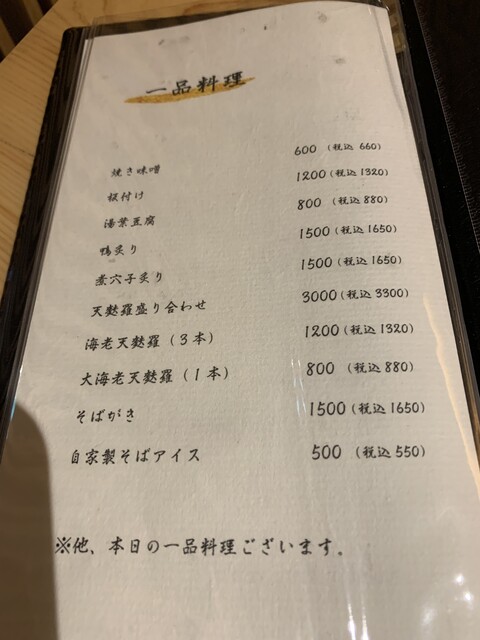 一品料理
焼き味噌 600 (税込 660)
板付け 1200 (税込 1320)
湯葉豆腐 800 (税込 880)
鴨炙り 1500 (税込 1650)
煮穴子炙り 1500 (税込 1650)
天麩羅盛り合わせ 3000 (税込 3300)
海老天麩羅（３本） 1200 (税込 1320)
大海老天麩羅（１本） 800 (税込 880)
そばがき 1500 (税込 1650)
自家製そばアイス 500 (税込 550)
※他、本日の一品料理ございます。